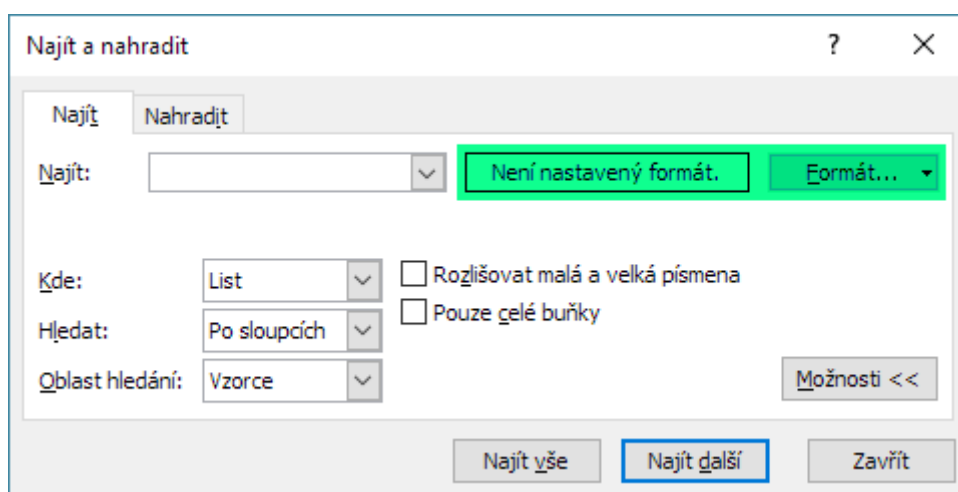 Najít a nahradit ?
Najít Nahradit
Najít: Není nastavený formát. Formát...
Kde: List Rozlišovat malá a velká písmena
Pouze celé buňky
Hledat: Po sloupcích
Oblast hledání: Vzorce Možnosti <<
Najít vše Najít další Zavřít